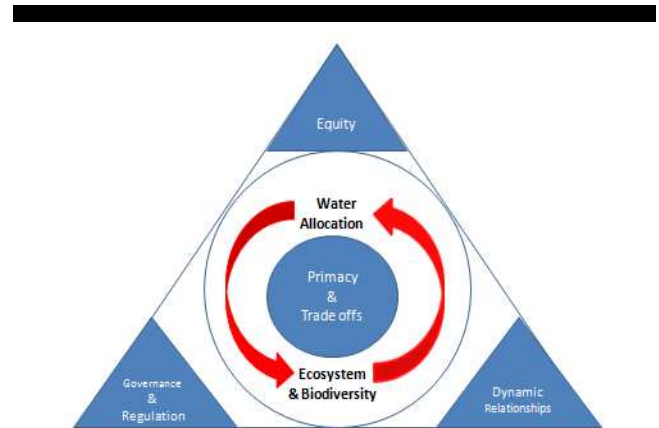 Equity
Water
Allocation
Primacy
&
Trade offs
Ecosystem
& Biodiversity
Governance
&
Regulation
Dynamic
Relationships